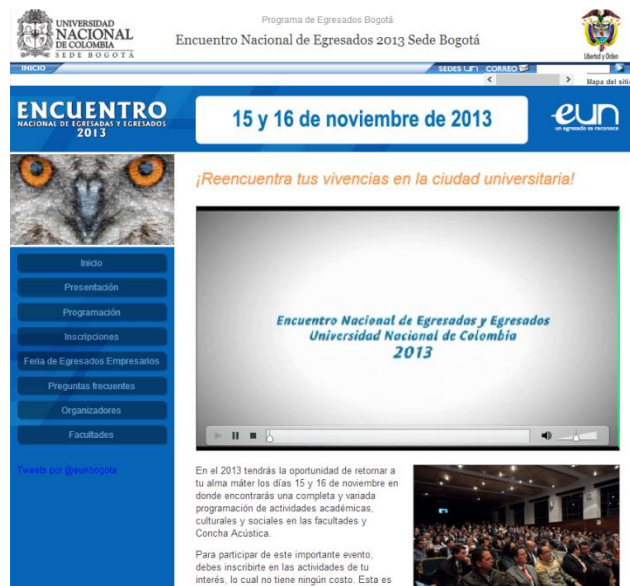 UNIVERSIDAD
NACIONAL
DE COLOMBIA
SEDE BOGOTÁ
Programa de Egresados Bogotá
Encuentro Nacional de Egresados 2013 Sede Bogotá
Libertad y Orden
INICIO
SEDES un
CORREO
Mapa del sitio
ENCUENTRO
NACIONAL DE EGRESADAS Y EGRESADOS
2013
15 y 16 de noviembre de 2013
eun
un egresado se reconoce
¡Reencuentra tus vivencias en la ciudad universitaria!
Inicio
Presentación
Programación
Inscripciones
Feria de Egresados Empresarios
Preguntas frecuentes
Organizadores
Facultades
Tweets por @eunbogota
Encuentro Nacional de Egresadas y Egresados
Universidad Nacional de Colombia
2013
En el 2013 tendrás la oportunidad de retornar a
tu alma máter los días 15 y 16 de noviembre en
donde encontrarás una completa y variada
programación de actividades académicas,
culturales y sociales en las facultades y
Concha Acústica.
Para participar de este importante evento,
debes inscribirte en las actividades de tu
interés, lo cual no tiene ningún costo. Esta es